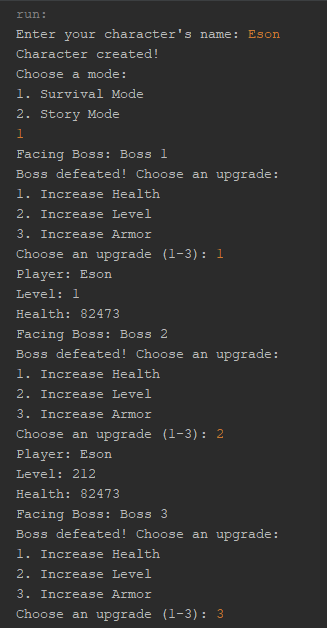 run:
Enter your character's name: Eson
Character created!
Choose a mode:
1. Survival Mode
2. Story Mode
1
Facing Boss: Boss 1
Boss defeated! Choose an upgrade:
1. Increase Health
2. Increase Level
3. Increase Armor
Choose an upgrade (1-3): 1
Player: Eson
Level: 1
Health: 82473
Facing Boss: Boss 2
Boss defeated! Choose an upgrade:
1. Increase Health
2. Increase Level
3. Increase Armor
Choose an upgrade (1-3): 2
Player: Eson
Level: 212
Health: 82473
Facing Boss: Boss 3
Boss defeated! Choose an upgrade:
1. Increase Health
2. Increase Level
3. Increase Armor
Choose an upgrade (1-3): 3